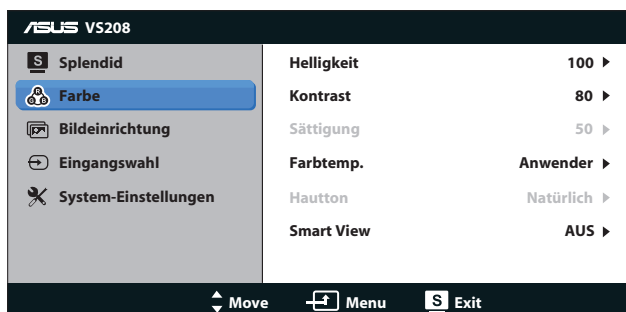 ASUS VS208
S Splendid
Farbe
Bildeinrichtung
Eingangswahl
System-Einstellungen
Helligkeit 100
Kontrast 80
Sättigung 50
Farbtemp. Anwender
Hautton Natürlich
Smart View AUS
Move Menu S Exit